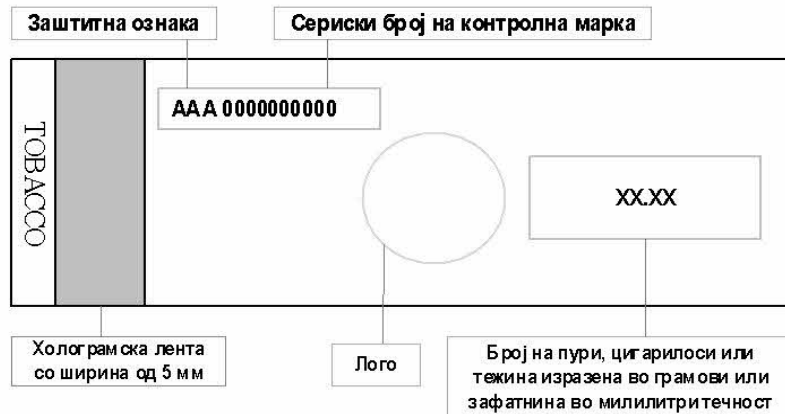 Заштитна ознака
Сериски број на контролна марка
ААА 0000000000
TOBACCO
XX.XX
Холограмска лента
со ширина од 5 мм
Лого
Број на пури, цигарилоси или
тежина изразена во грамови или
зафатнина во милилитри течност